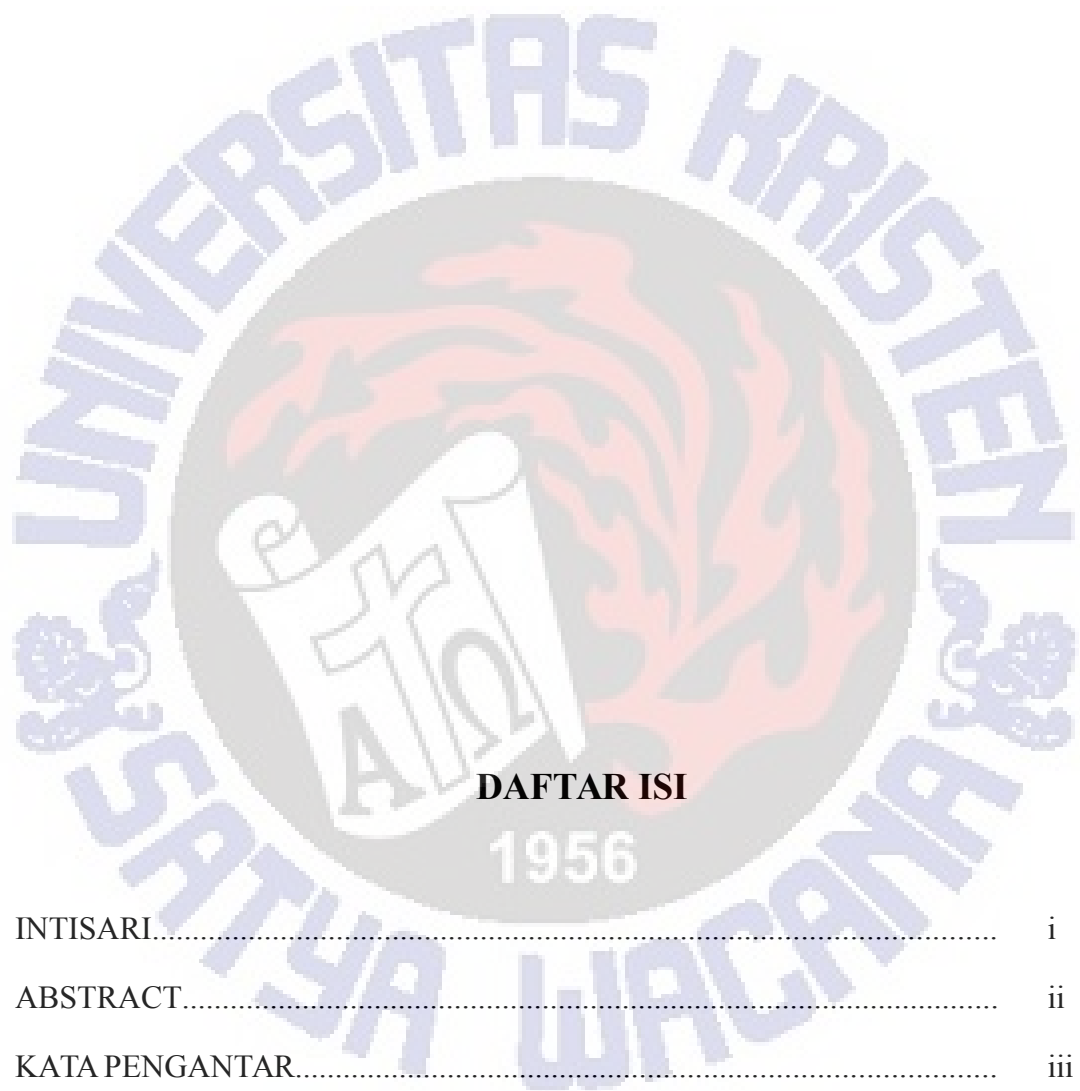 UNIVERSITAS KRISTEN
SATYA WACANA
Α Ω
DAFTAR ISI
1956
INTISARI........................................................................................................ i
ABSTRACT.................................................................................................... ii
KATA PENGANTAR...................................................................................... iii